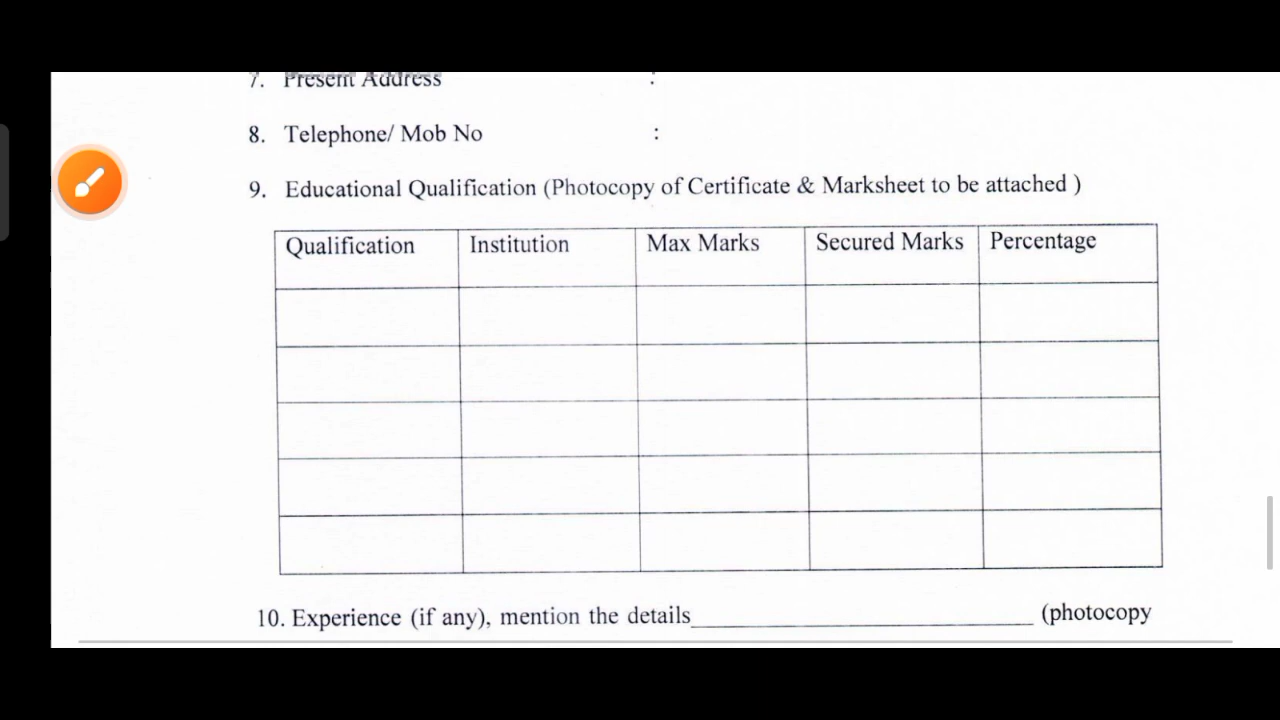 7. Present Address :
8. Telephone/ Mob No :
9. Educational Qualification (Photocopy of Certificate & Marksheet to be attached )
Qualification Institution Max Marks Secured Marks Percentage
10. Experience (if any), mention the details__________________________ (photocopy